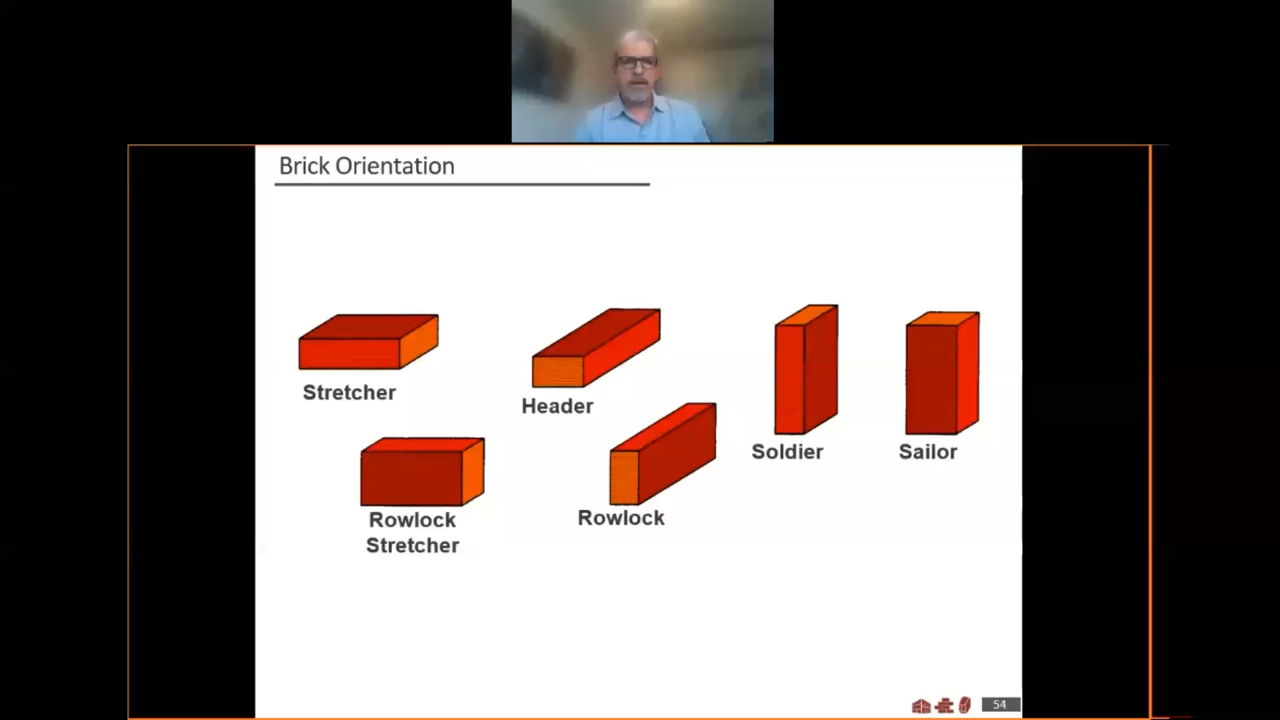 Brick Orientation
Stretcher
Header
Soldier
Sailor
Rowlock
Stretcher
Rowlock
54